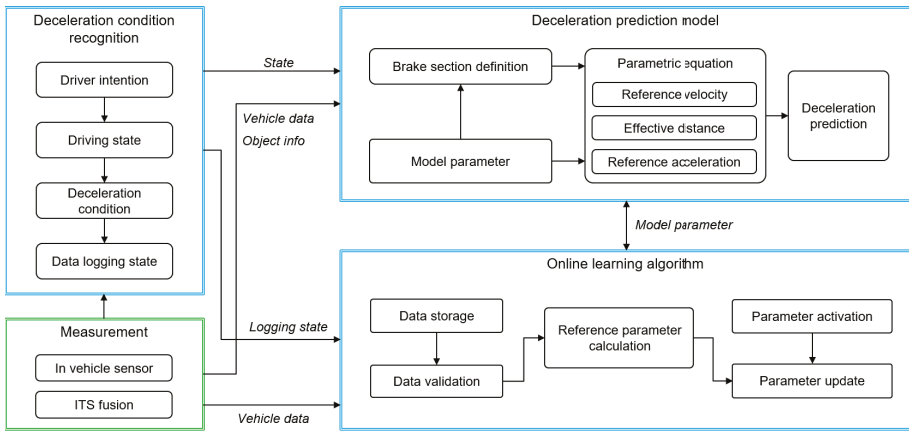 Deceleration condition
recognition
Driver intention
Driving state
Deceleration
condition
Data logging state
Measurement
In vehicle sensor
ITS fusion
State
Vehicle data
Object info
Logging state
Vehicle data
Deceleration prediction model
Brake section definition
Model parameter
Parametric equation
Reference velocity
Effective distance
Reference acceleration
Deceleration
prediction
Model parameter
Online learning algorithm
Data storage
Data validation
Reference parameter
calculation
Parameter activation
Parameter update